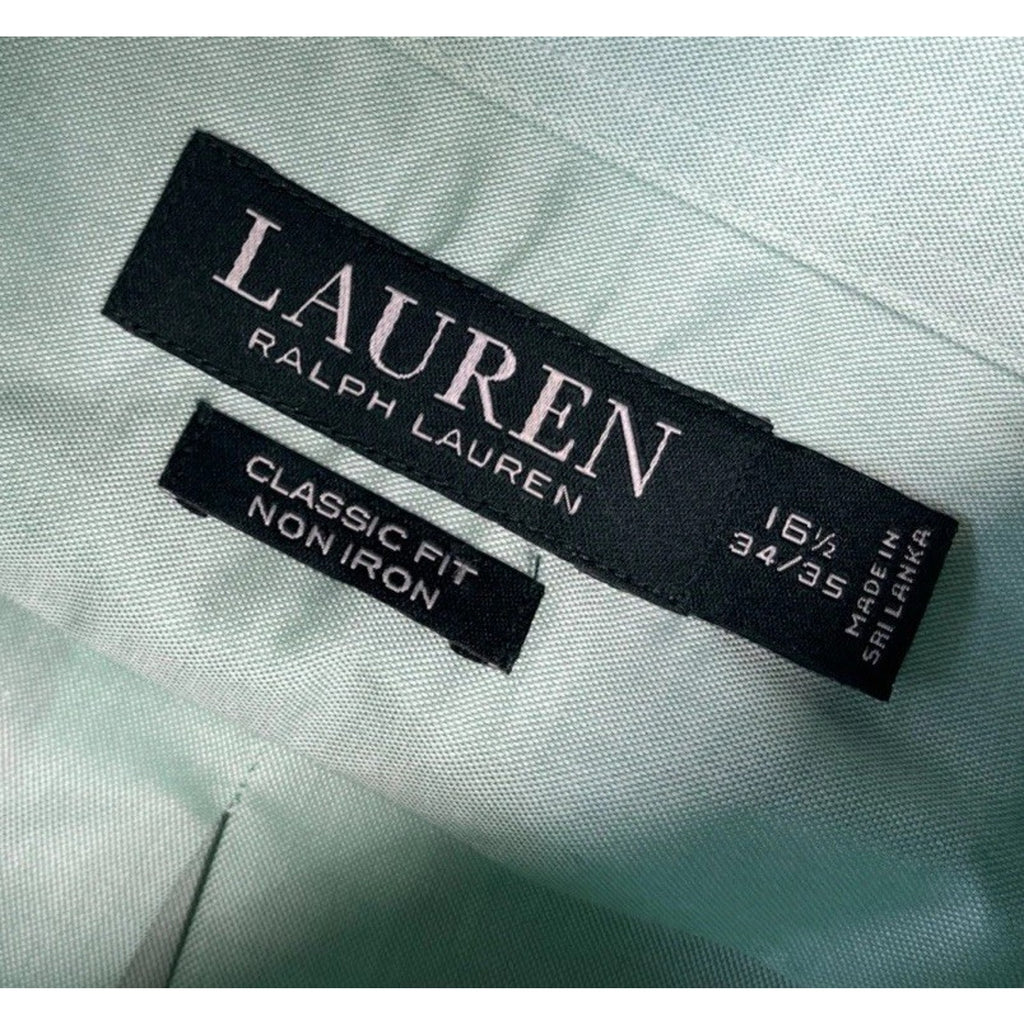 LAUREN
RALPH LAUREN
16½
34/35
MADE IN
SRI LANKA
CLASSIC FIT
NON IRON